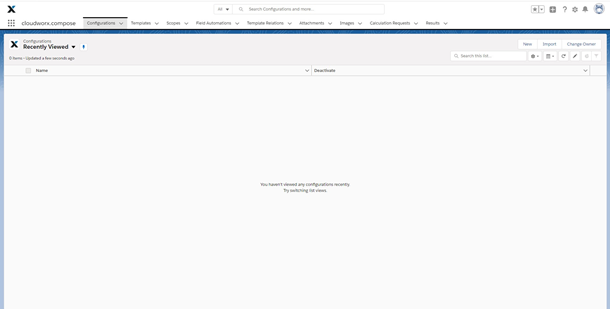 All
Search Configurations and more...
cloudworx.compose
Configurations
Templates
Scopes
Field Automations
Template Relations
Attachments
Images
Calculation Requests
Results
Configurations
Recently Viewed
New
Import
Change Owner
0 items • Updated a few seconds ago
Search this list...
Name
Deactivate
You haven't viewed any configurations recently.
Try switching list views.